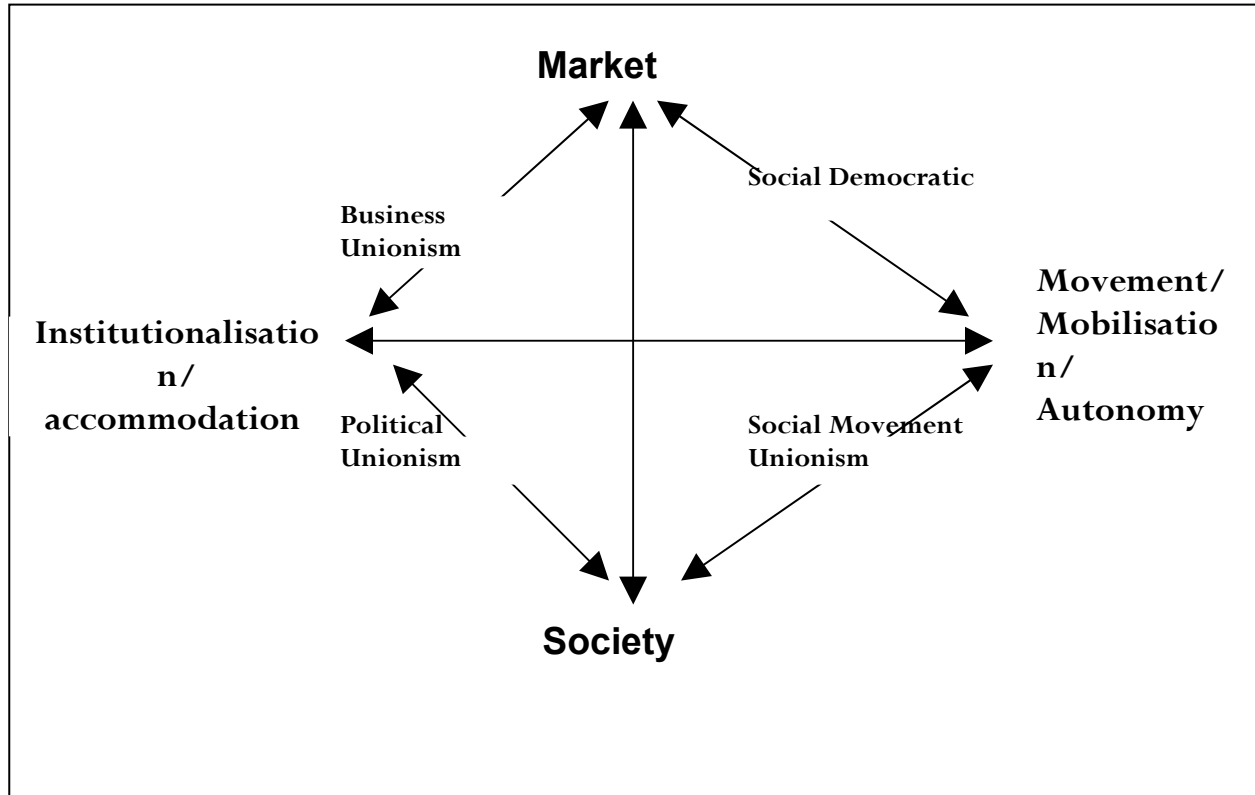 Market
Social Democratic
Business
Unionism
Institutionalisatio
n/
accommodation
Movement/
Mobilisatio
n/
Autonomy
Political
Unionism
Social Movement
Unionism
Society